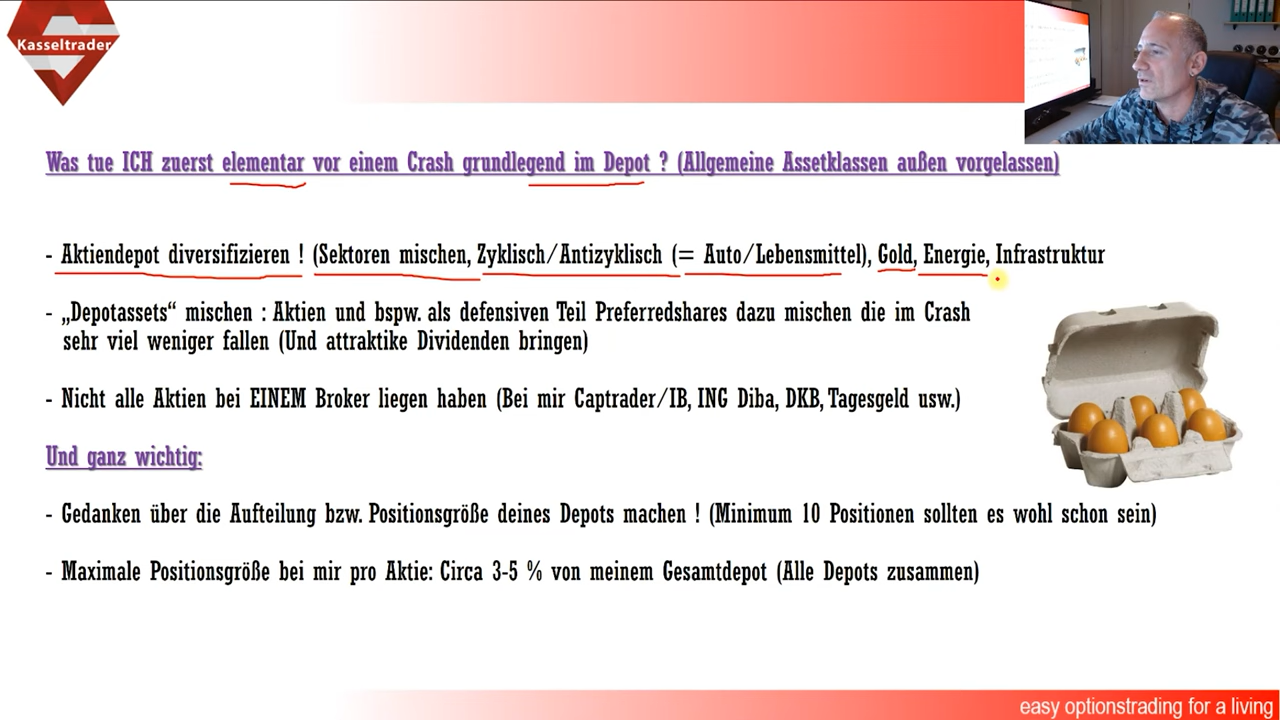 Kasseltrader
Was tue ICH zuerst elementar vor einem Crash grundlegend im Depot ? (Allgemeine Assetklassen außen vorgelassen)
- Aktiendepot diversifizieren ! (Sektoren mischen, Zyklisch/Antizyklisch (= Auto/Lebensmittel), Gold, Energie, Infrastruktur
- „Depotassets“ mischen : Aktien und bspw. als defensiven Teil Preferredshares dazu mischen die im Crash
sehr viel weniger fallen (Und attraktike Dividenden bringen)
- Nicht alle Aktien bei EINEM Broker liegen haben (Bei mir Captrader/IB, ING Diba, DKB, Tagesgeld usw.)
Und ganz wichtig:
- Gedanken über die Aufteilung bzw. Positionsgröße deines Depots machen ! (Minimum 10 Positionen sollten es wohl schon sein)
- Maximale Positionsgröße bei mir pro Aktie: Circa 3-5 % von meinem Gesamtdepot (Alle Depots zusammen)
easy optionstrading for a living